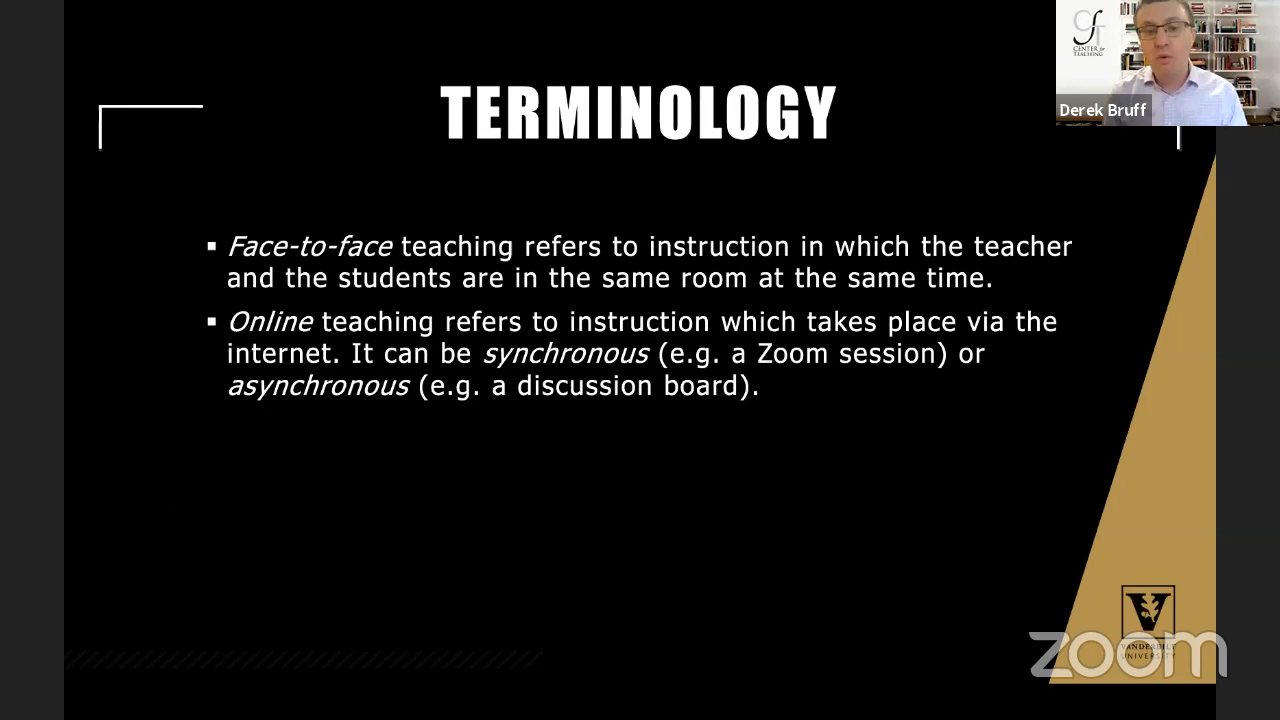 CENTER for
TEACHING
Derek Bruff
TERMINOLOGY
▪ Face-to-face teaching refers to instruction in which the teacher
and the students are in the same room at the same time.
▪ Online teaching refers to instruction which takes place via the
internet. It can be synchronous (e.g. a Zoom session) or
asynchronous (e.g. a discussion board).
V
zoom
VANDERBILT
UNIVERSITY